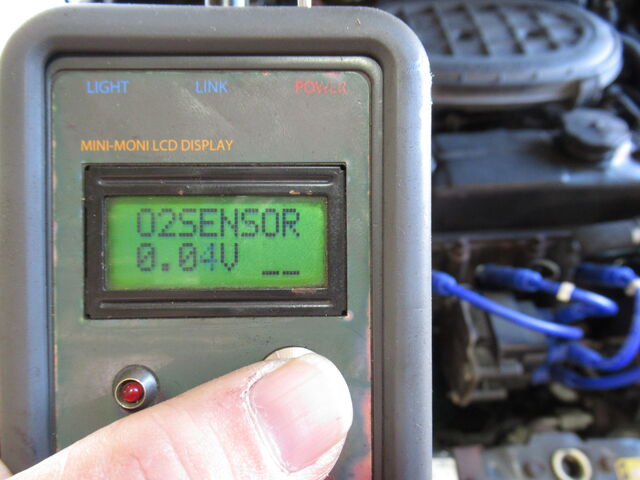 LIGHT LINK POWER
MINI-MONI LCD DISPLAY
O2SENSOR
0.04V __